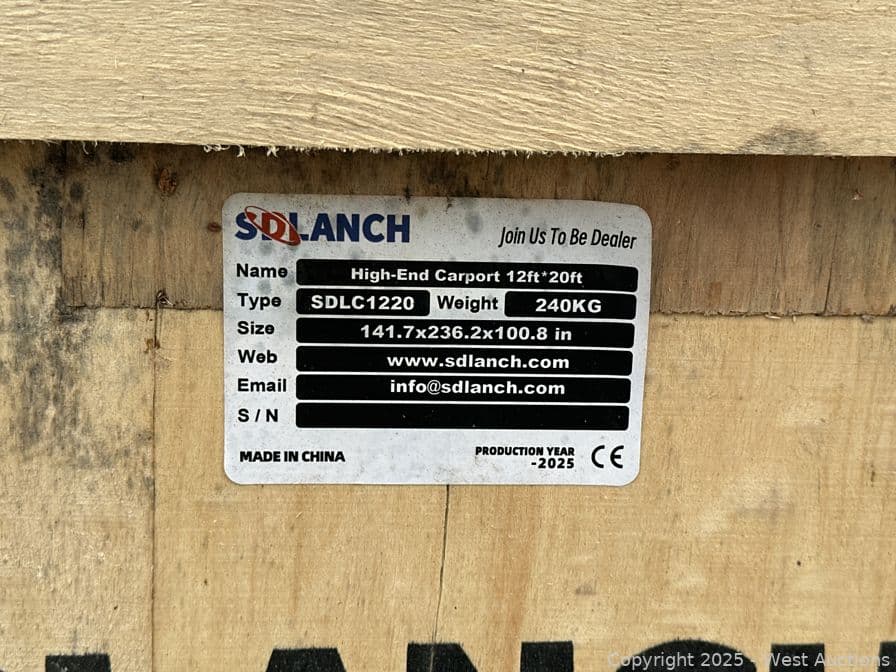 SDLANCH
Join Us To Be Dealer
Name High-End Carport 12ft*20ft
Type SDLC1220 Weight 240KG
Size 141.7x236.2x100.8 in
Web www.sdlanch.com
Email info@sdlanch.com
S / N
MADE IN CHINA
PRODUCTION YEAR
-2025
CE
Copyright 2025 - West Auctions